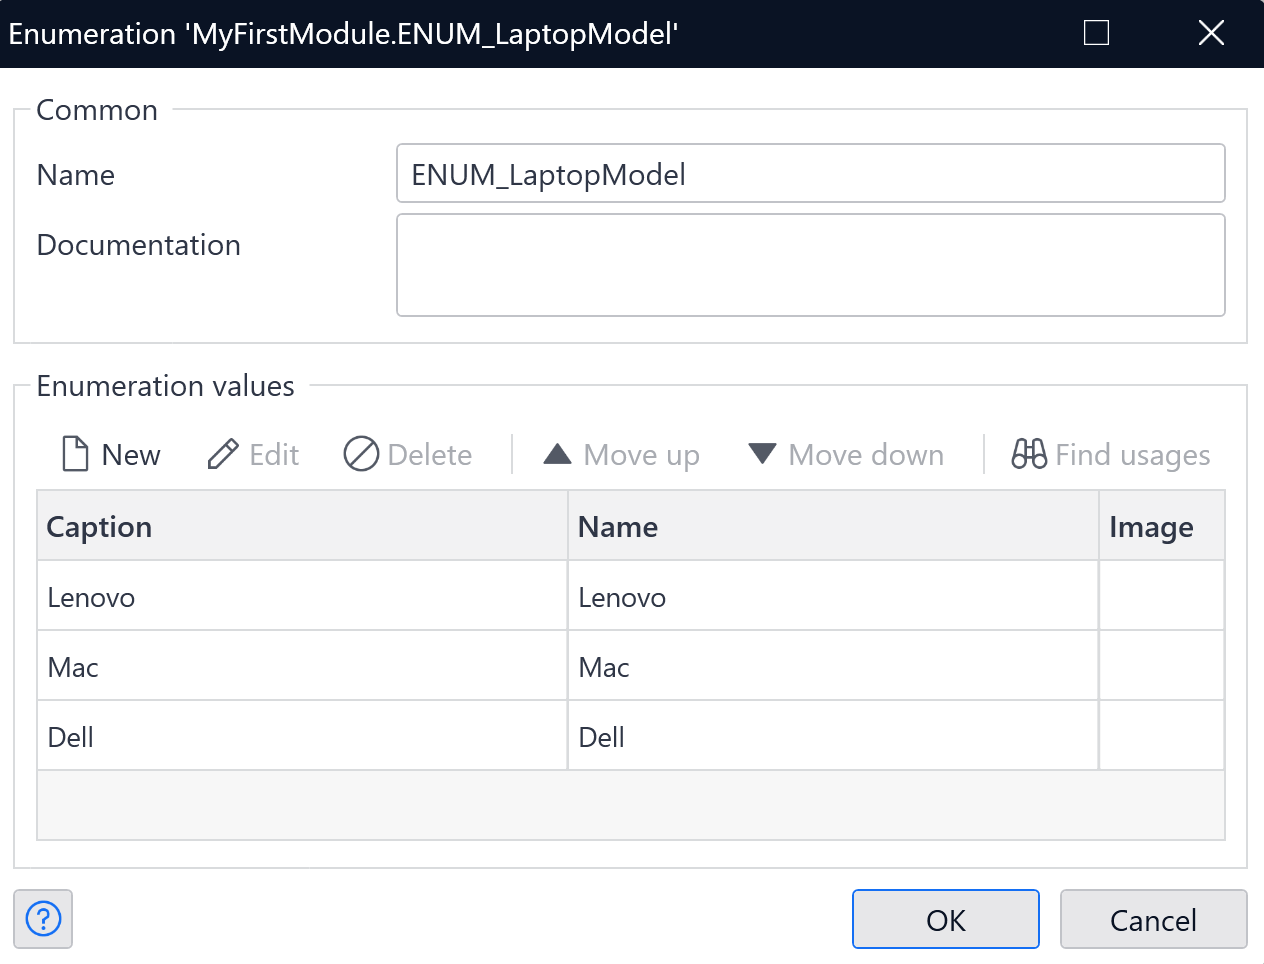 Enumeration 'MyFirstModule.ENUM_LaptopModel'
Common
Name ENUM_LaptopModel
Documentation
Enumeration values
New Edit Delete Move up Move down Find usages
Caption Name Image
Lenovo Lenovo
Mac Mac
Dell Dell
? OK Cancel